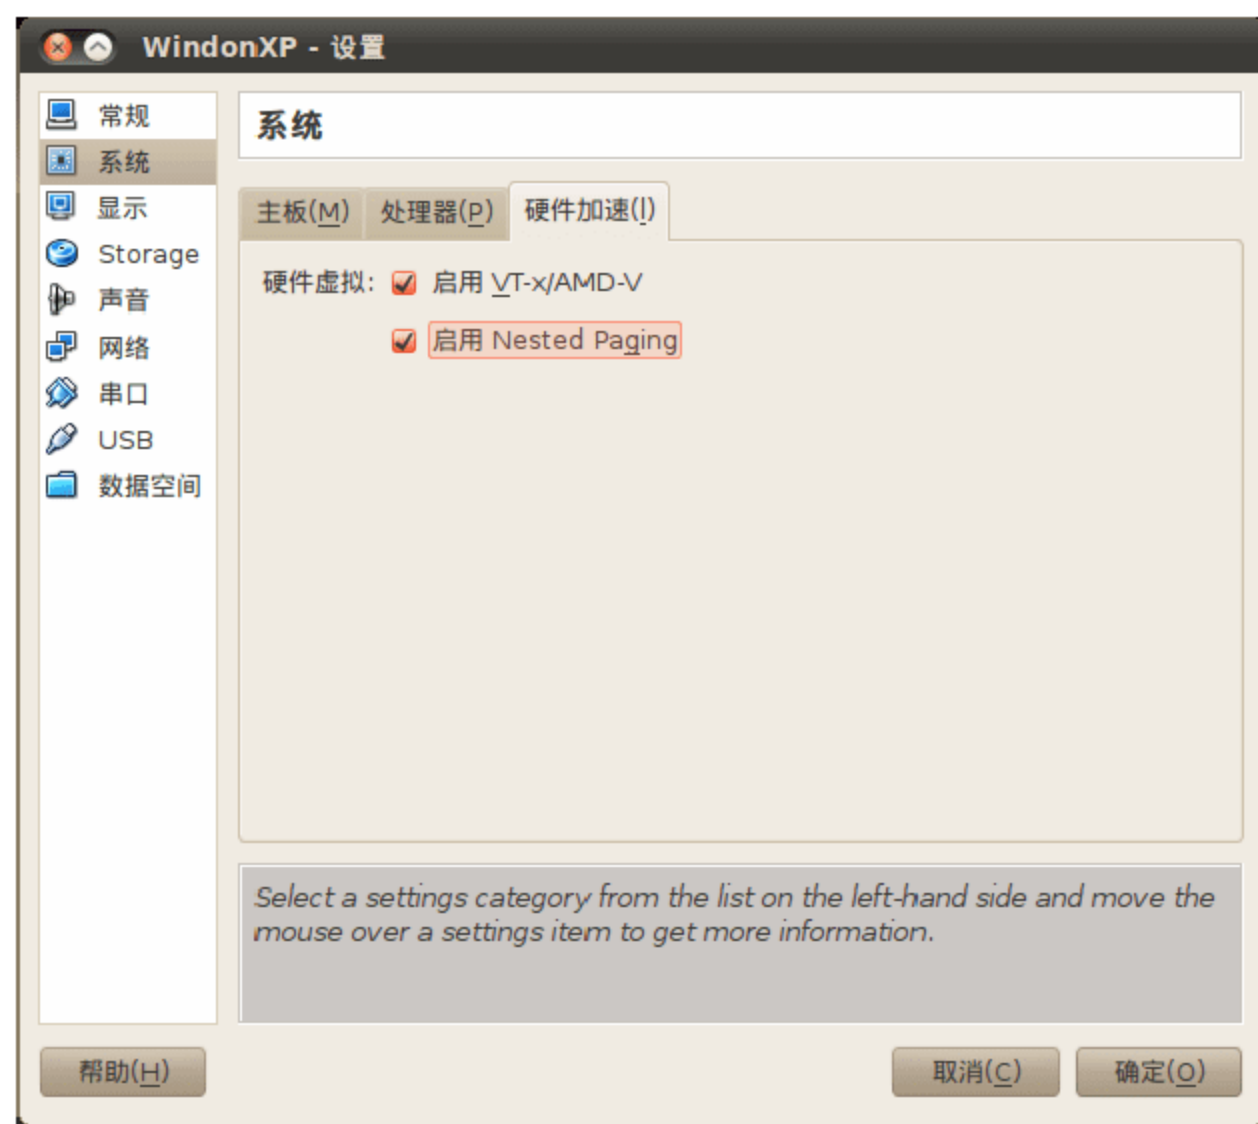 WindonXP - 设置
常规
系统
显示
Storage
声音
网络
串口
USB
数据空间
系统
主板(M) 处理器(P) 硬件加速(l)
硬件虚拟: 启用 VT-x/AMD-V
启用 Nested Paging
Select a settings category from the list on the left-hand side and move the
mouse over a settings item to get more information.
帮助(H) 取消(C) 确定(O)